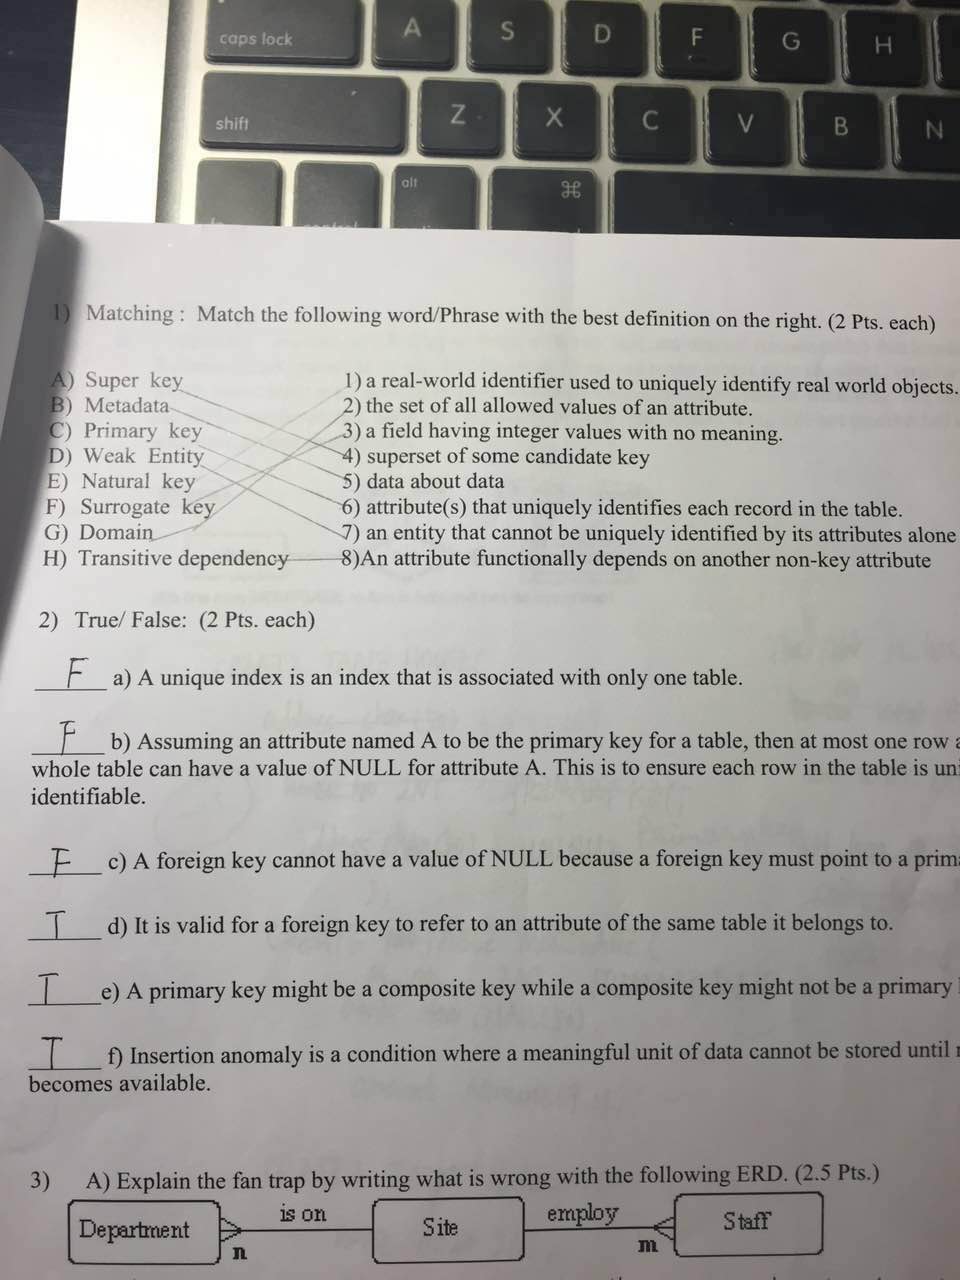 caps lock A S D F G H
shift Z X C V B N
alt ⌘
1) Matching : Match the following word/Phrase with the best definition on the right. (2 Pts. each)
A) Super key 1) a real-world identifier used to uniquely identify real world objects.
B) Metadata 2) the set of all allowed values of an attribute.
C) Primary key 3) a field having integer values with no meaning.
D) Weak Entity 4) superset of some candidate key
E) Natural key 5) data about data
F) Surrogate key 6) attribute(s) that uniquely identifies each record in the table.
G) Domain 7) an entity that cannot be uniquely identified by its attributes alone
H) Transitive dependency 8)An attribute functionally depends on another non-key attribute
2) True/ False: (2 Pts. each)
F a) A unique index is an index that is associated with only one table.
F b) Assuming an attribute named A to be the primary key for a table, then at most one row
whole table can have a value of NULL for attribute A. This is to ensure each row in the table is
identifiable.
F c) A foreign key cannot have a value of NULL because a foreign key must point to a
T d) It is valid for a foreign key to refer to an attribute of the same table it belongs to.
T e) A primary key might be a composite key while a composite key might not be a primary
T f) Insertion anomaly is a condition where a meaningful unit of data cannot be stored until
becomes available.
3) A) Explain the fan trap by writing what is wrong with the following ERD. (2.5 Pts.)
Department is on Site employ Staff
n m